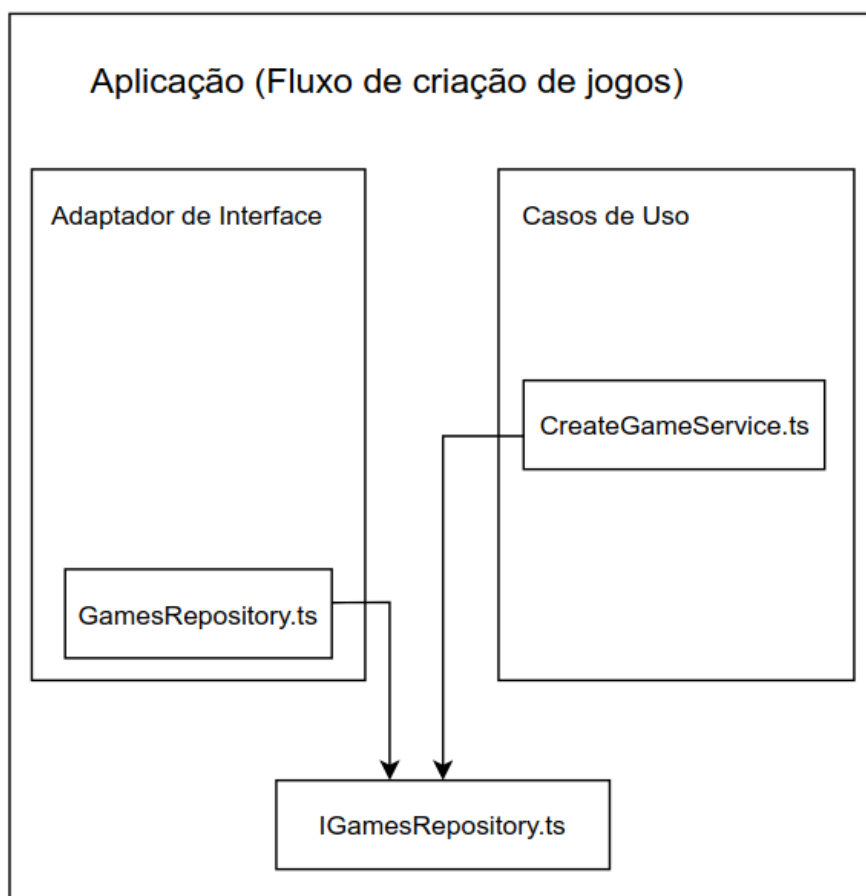 Aplicação (Fluxo de criação de jogos)
Adaptador de Interface
Casos de Uso
CreateGameService.ts
GamesRepository.ts
IGamesRepository.ts